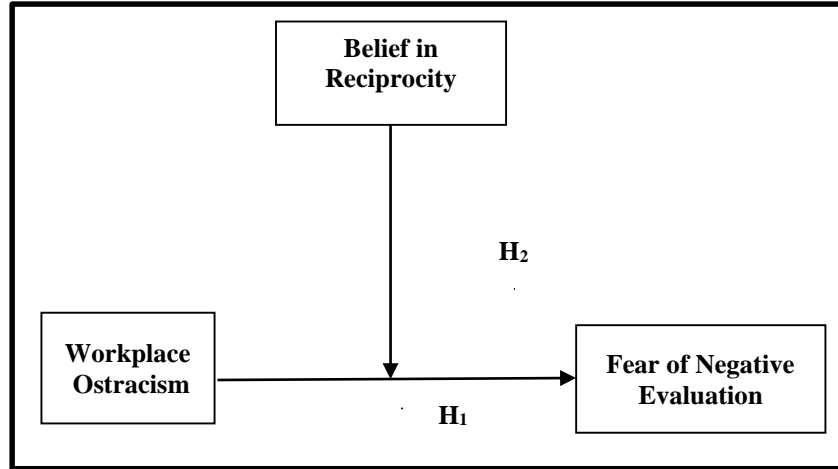 Belief in
Reciprocity
H₂
Workplace
Ostracism
Fear of Negative
Evaluation
H₁